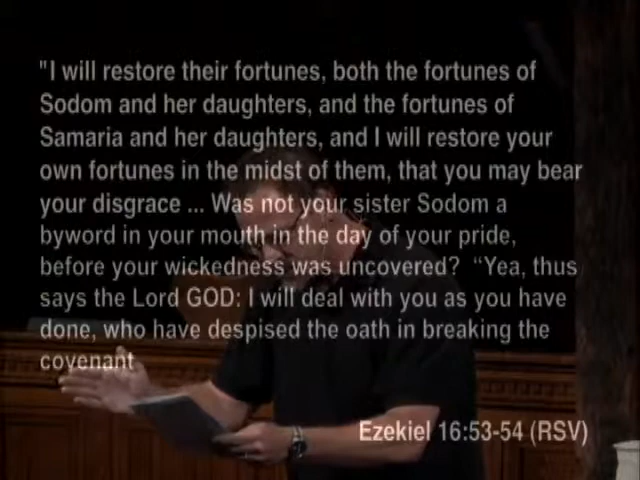 "I will restore their fortunes, both the fortunes of
Sodom and her daughters, and the fortunes of
Samaria and her daughters, and I will restore your
own fortunes in the midst of them, that you may bear
your disgrace ... Was not your sister Sodom a
byword in your mouth in the day of your pride,
before your wickedness was uncovered?  “Yea, thus
says the Lord GOD: I will deal with you as you have
done, who have despised the oath in breaking the
covenant
Ezekiel 16:53-54 (RSV)